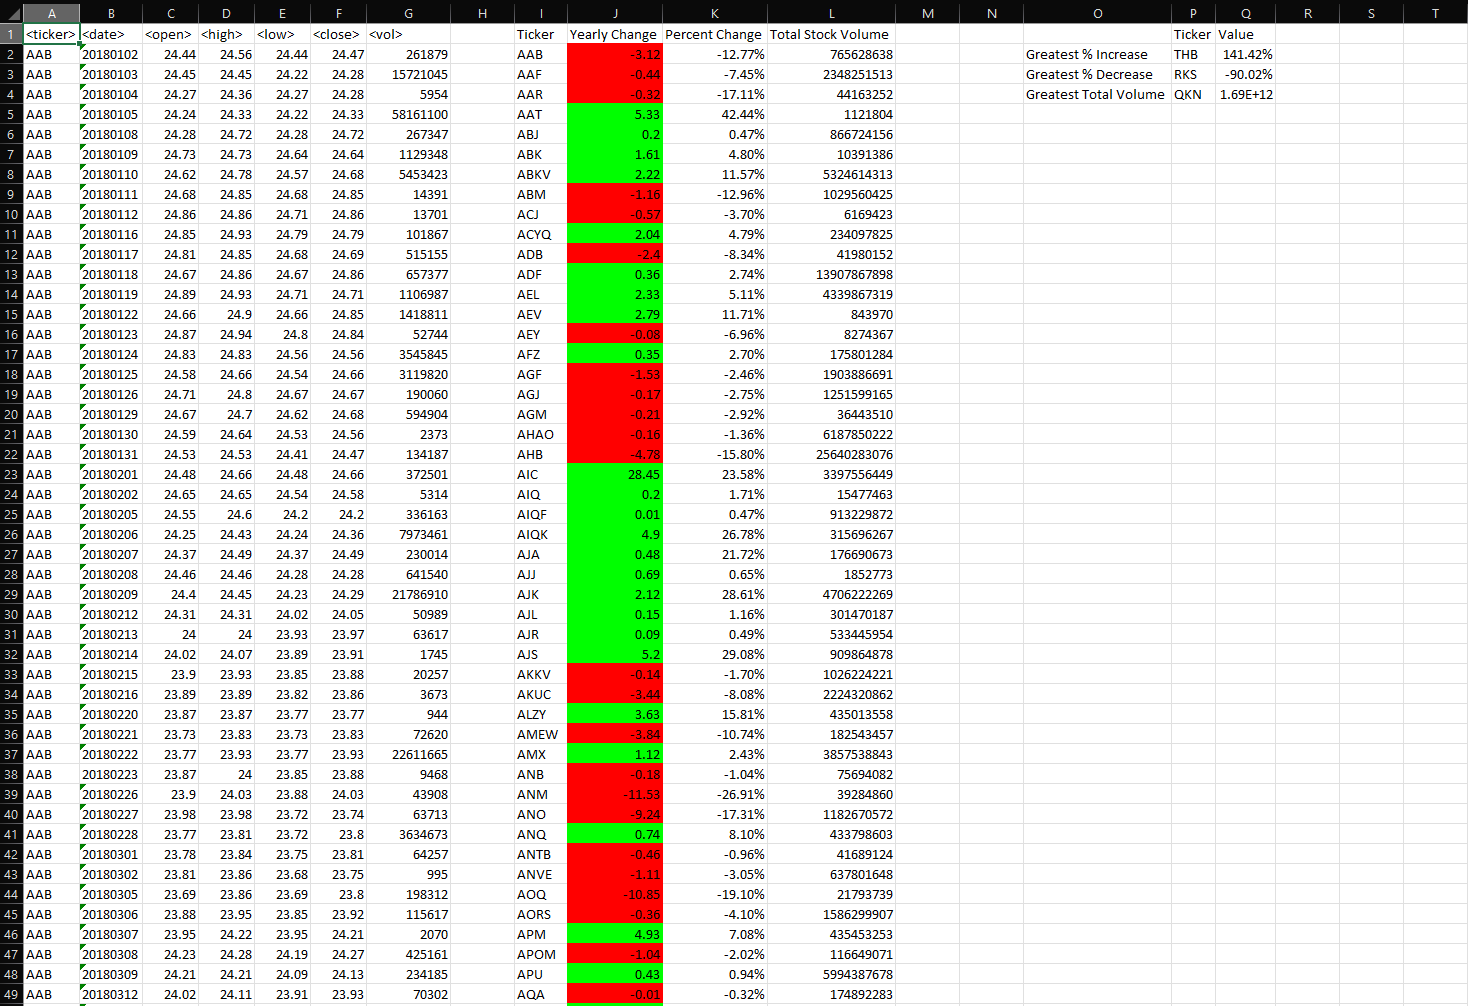 A B C D E F G H I J K L M N O P Q R S T
1 <ticker> <date> <open> <high> <low> <close> <vol> Ticker Yearly Change Percent Change Total Stock Volume Ticker Value
2 AAB 20180102 24.44 24.56 24.44 24.47 261879 AAB -3.12 -12.77% 765628638 Greatest % Increase THB 141.42%
3 AAB 20180103 24.45 24.45 24.22 24.28 15721045 AAF -0.44 -7.45% 2348251513 Greatest % Decrease RKS -90.02%
4 AAB 20180104 24.27 24.36 24.27 24.28 5954 AAR -0.32 -17.11% 44163252 Greatest Total Volume QKN 1.69E+12
5 AAB 20180105 24.24 24.33 24.22 24.33 58161100 AAT 5.33 42.44% 1121804
6 AAB 20180108 24.28 24.72 24.28 24.72 267347 ABJ 0.2 0.47% 866724156
7 AAB 20180109 24.73 24.73 24.64 24.64 1129348 ABK 1.61 4.80% 10391386
8 AAB 20180110 24.62 24.78 24.57 24.68 5453423 ABKV 2.22 11.57% 5324614313
9 AAB 20180111 24.68 24.85 24.68 24.85 14391 ABM -1.16 -12.96% 1029560425
10 AAB 20180112 24.86 24.86 24.71 24.86 13701 ACJ -0.57 -3.70% 6169423
11 AAB 20180116 24.85 24.93 24.79 24.79 101867 ACYQ 2.04 4.79% 234097825
12 AAB 20180117 24.81 24.85 24.68 24.69 515155 ADB -2.4 -8.34% 41980152
13 AAB 20180118 24.67 24.86 24.67 24.86 657377 ADF 0.36 2.74% 13907867898
14 AAB 20180119 24.89 24.93 24.71 24.71 1106987 AEL 2.33 5.11% 4339867319
15 AAB 20180122 24.66 24.9 24.66 24.85 1418811 AEV 2.79 11.71% 843970
16 AAB 20180123 24.87 24.94 24.8 24.84 52744 AEY -0.08 -6.96% 8274367
17 AAB 20180124 24.83 24.83 24.56 24.56 3545845 AFZ 0.35 2.70% 175801284
18 AAB 20180125 24.58 24.66 24.54 24.66 3119820 AGF -1.53 -2.46% 1903886691
19 AAB 20180126 24.71 24.8 24.67 24.67 190060 AGJ -0.17 -2.75% 1251599165
20 AAB 20180129 24.67 24.7 24.62 24.68 594904 AGM -0.21 -2.92% 36443510
21 AAB 20180130 24.59 24.64 24.53 24.56 2373 AHAO -0.16 -1.36% 6187850222
22 AAB 20180131 24.53 24.53 24.41 24.47 134187 AHB -4.78 -15.80% 25640283076
23 AAB 20180201 24.48 24.66 24.48 24.66 372501 AIC 28.45 23.58% 3397556449
24 AAB 20180202 24.65 24.65 24.54 24.58 5314 AIQ 0.2 1.71% 15477463
25 AAB 20180205 24.55 24.6 24.2 24.2 336163 AIQF 0.01 0.47% 913229872
26 AAB 20180206 24.25 24.43 24.24 24.36 7973461 AIQK 4.9 26.78% 315696267
27 AAB 20180207 24.37 24.49 24.37 24.49 230014 AJA 0.48 21.72% 176690673
28 AAB 20180208 24.46 24.46 24.28 24.28 641540 AJJ 0.69 0.65% 1852773
29 AAB 20180209 24.4 24.45 24.23 24.29 21786910 AJK 2.12 28.61% 4706222269
30 AAB 20180212 24.31 24.31 24.02 24.05 50989 AJL 0.15 1.16% 301470187
31 AAB 20180213 24 24 23.93 23.97 63617 AJR 0.09 0.49% 533445954
32 AAB 20180214 24.02 24.07 23.89 23.91 1745 AJS 5.2 29.08% 909864878
33 AAB 20180215 23.9 23.93 23.85 23.88 20257 AKKV -0.14 -1.70% 1026224221
34 AAB 20180216 23.89 23.89 23.82 23.86 3673 AKUC -3.44 -8.08% 2224320862
35 AAB 20180220 23.87 23.87 23.77 23.77 944 ALZY 3.63 15.81% 435013558
36 AAB 20180221 23.73 23.83 23.73 23.83 72620 AMEW -3.84 -10.74% 182543457
37 AAB 20180222 23.77 23.93 23.77 23.93 22611665 AMX 1.12 2.43% 3857538843
38 AAB 20180223 23.87 24 23.85 23.88 9468 ANB -0.18 -1.04% 75694082
39 AAB 20180226 23.9 24.03 23.88 24.03 43908 ANM -11.53 -26.91% 39284860
40 AAB 20180227 23.98 23.98 23.72 23.74 63713 ANO -9.24 -17.31% 1182670572
41 AAB 20180228 23.77 23.81 23.72 23.8 3634673 ANQ 0.74 8.10% 433798603
42 AAB 20180301 23.78 23.84 23.75 23.81 64257 ANTB -0.46 -0.96% 41689124
43 AAB 20180302 23.81 23.86 23.68 23.75 995 ANVE -1.11 -3.05% 637801648
44 AAB 20180305 23.69 23.86 23.69 23.8 198312 AOQ -10.85 -19.10% 21793739
45 AAB 20180306 23.88 23.95 23.85 23.92 115617 AORS -0.36 -4.10% 1586299907
46 AAB 20180307 23.95 24.22 23.95 24.21 2070 APM 4.93 7.08% 435453253
47 AAB 20180308 24.23 24.28 24.19 24.27 425161 APOM -1.04 -2.02% 116649071
48 AAB 20180309 24.21 24.21 24.09 24.13 234185 APU 0.43 0.94% 5994387678
49 AAB 20180312 24.02 24.11 23.91 23.93 70302 AQA -0.01 -0.32% 174892283